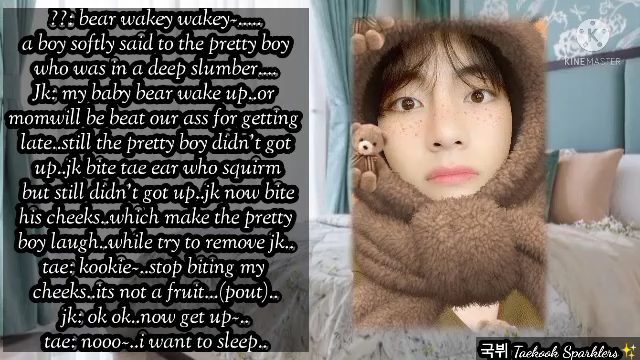 ??: bear wakey wakey~.....
a boy softly said to the pretty boy
who was in a deep slumber....
Jk: my baby bear wake up..or
momwill be beat our ass for getting
late..still the pretty boy didn't got
up..jk bite tae ear who squirm
but still didn't got up..jk now bite
his cheeks..which make the pretty
boy laugh..while try to remove jk..
tae: kookie~..stop biting my
cheeks..its not a fruit...(pout)..
jk: ok ok..now get up~..
tae: nooo~..i want to sleep..
KINEMASTER
국뷔 Taekook Sparklers ✨